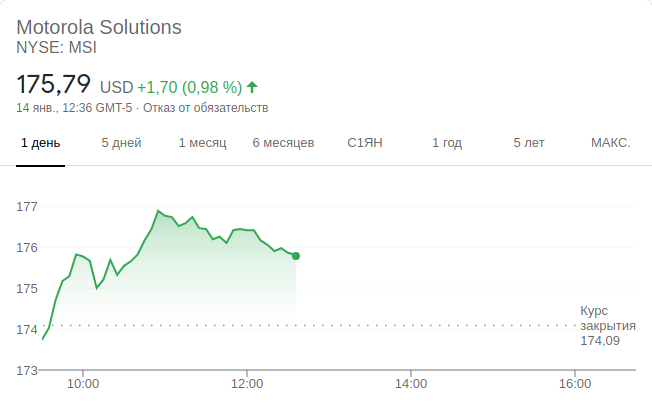 Motorola Solutions
NYSE: MSI
175,79 USD +1,70 (0,98 %)
14 янв., 12:36 GMT-5 · Отказ от обязательств
1 день 5 дней 1 месяц 6 месяцев С1ЯН 1 год 5 лет МАКС.
177
176
175
Курс
174 закрытия
174,09
173
10:00 12:00 14:00 16:00